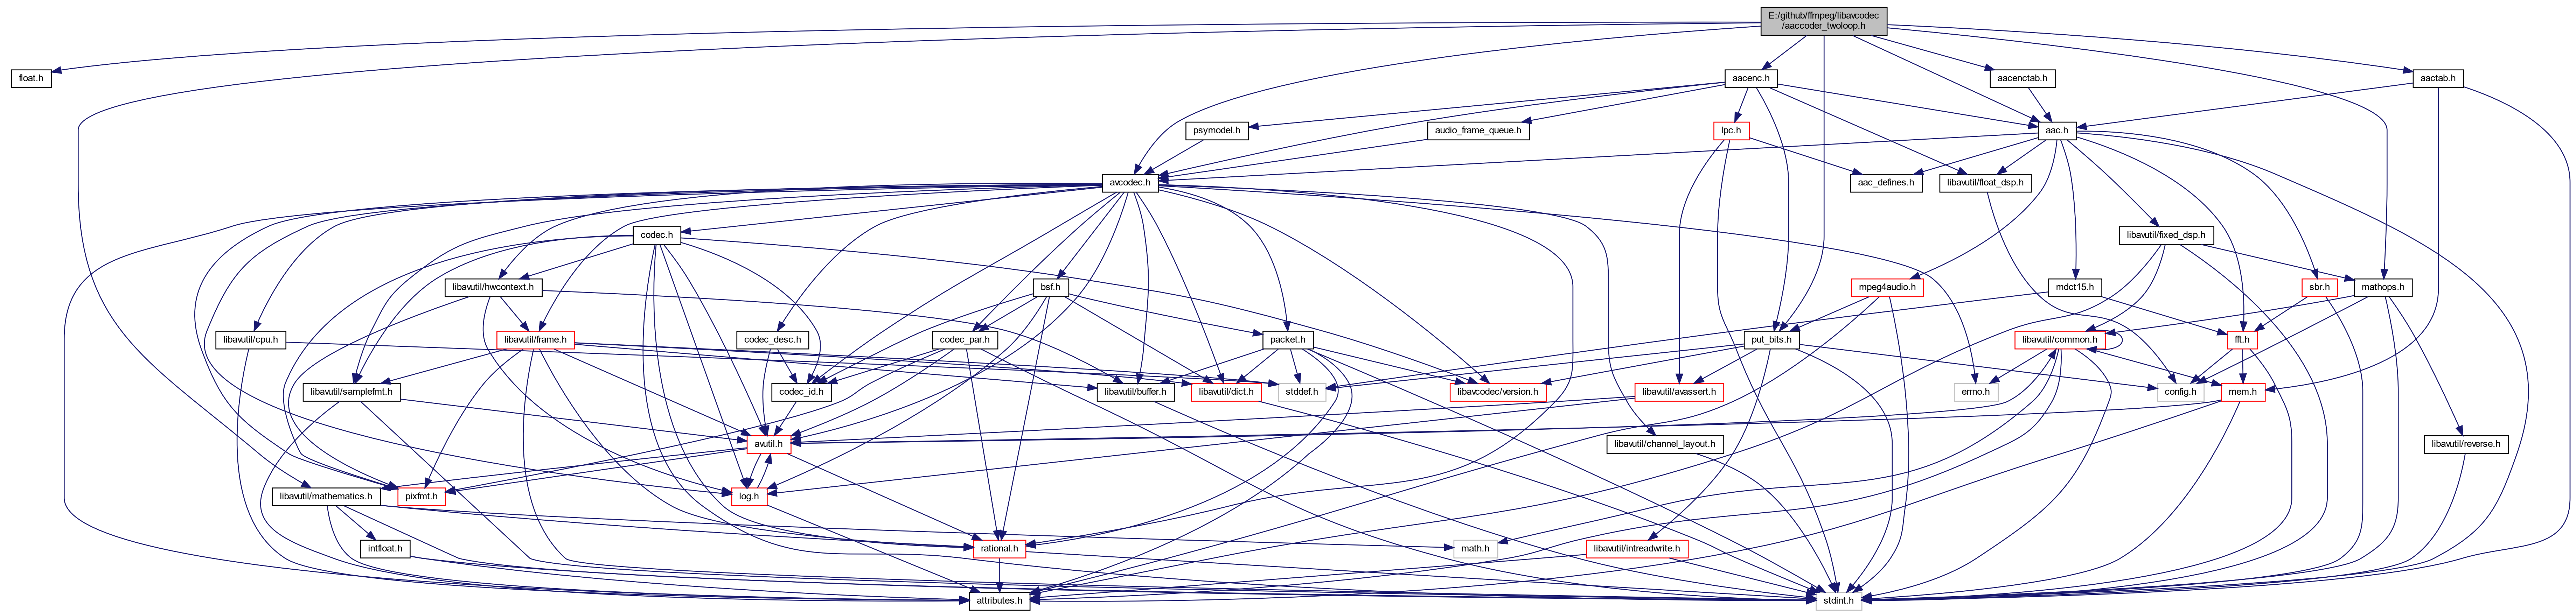 E:/github/ffmpeg/libavcodec
/aaccoder_twoloop.h
float.h
aacenc.h
aacenctab.h
aactab.h
psymodel.h
audio_frame_queue.h
lpc.h
aac.h
avcodec.h
aac_defines.h
libavutil/float_dsp.h
codec.h
libavutil/fixed_dsp.h
libavutil/hwcontext.h
bsf.h
mpeg4audio.h
mdct15.h
sbr.h
mathops.h
libavutil/cpu.h
libavutil/frame.h
codec_desc.h
codec_par.h
packet.h
put_bits.h
libavutil/common.h
fft.h
libavutil/samplefmt.h
codec_id.h
libavutil/buffer.h
libavutil/dict.h
stddef.h
libavcodec/version.h
libavutil/avassert.h
errno.h
config.h
mem.h
avutil.h
libavutil/channel_layout.h
libavutil/reverse.h
libavutil/mathematics.h
pixfmt.h
log.h
intfloat.h
rational.h
math.h
libavutil/intreadwrite.h
attributes.h
stdint.h